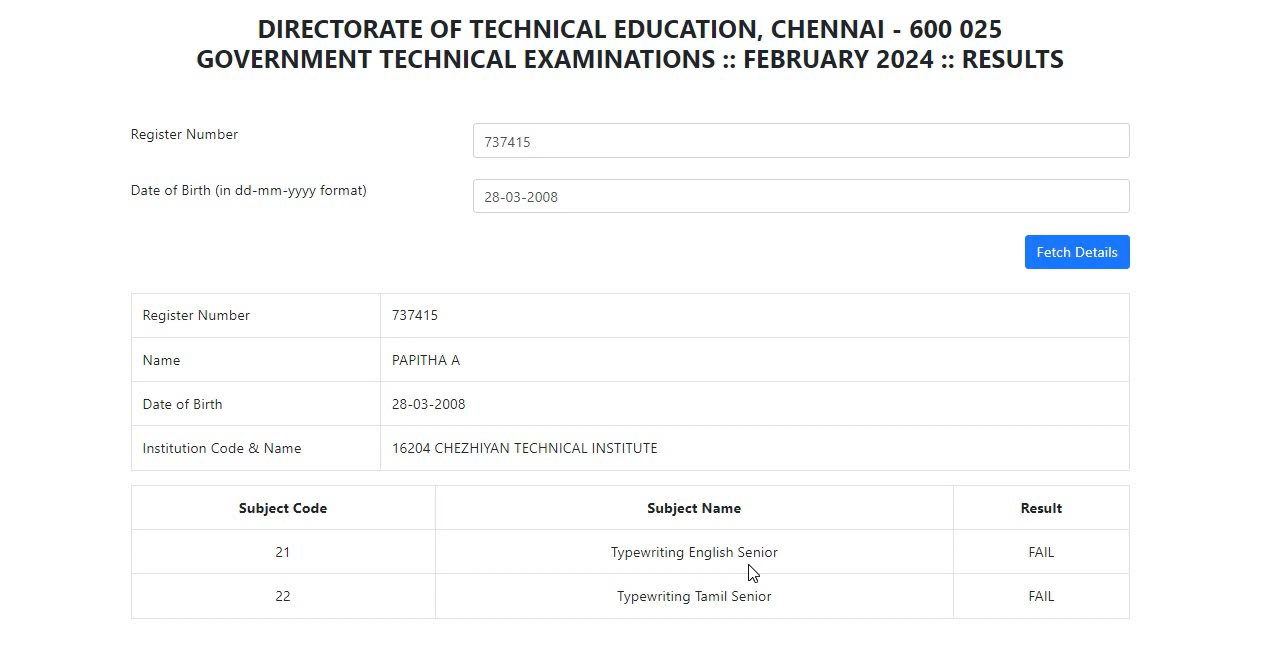 DIRECTORATE OF TECHNICAL EDUCATION, CHENNAI - 600 025
GOVERNMENT TECHNICAL EXAMINATIONS :: FEBRUARY 2024 :: RESULTS
Register Number 737415
Date of Birth (in dd-mm-yyyy format) 28-03-2008
Fetch Details
Register Number 737415
Name PAPITHA A
Date of Birth 28-03-2008
Institution Code & Name 16204 CHEZHIYAN TECHNICAL INSTITUTE
Subject Code Subject Name Result
21 Typewriting English Senior FAIL
22 Typewriting Tamil Senior FAIL